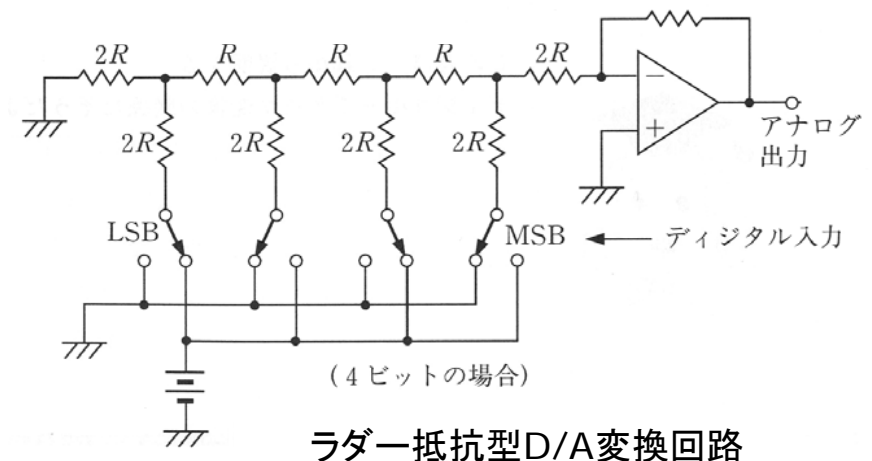 2R R R R 2R
2R 2R 2R 2R
−
+
アナログ
出力
LSB MSB ディジタル入力
(4ビットの場合)
ラダー抵抗型D/A変換回路